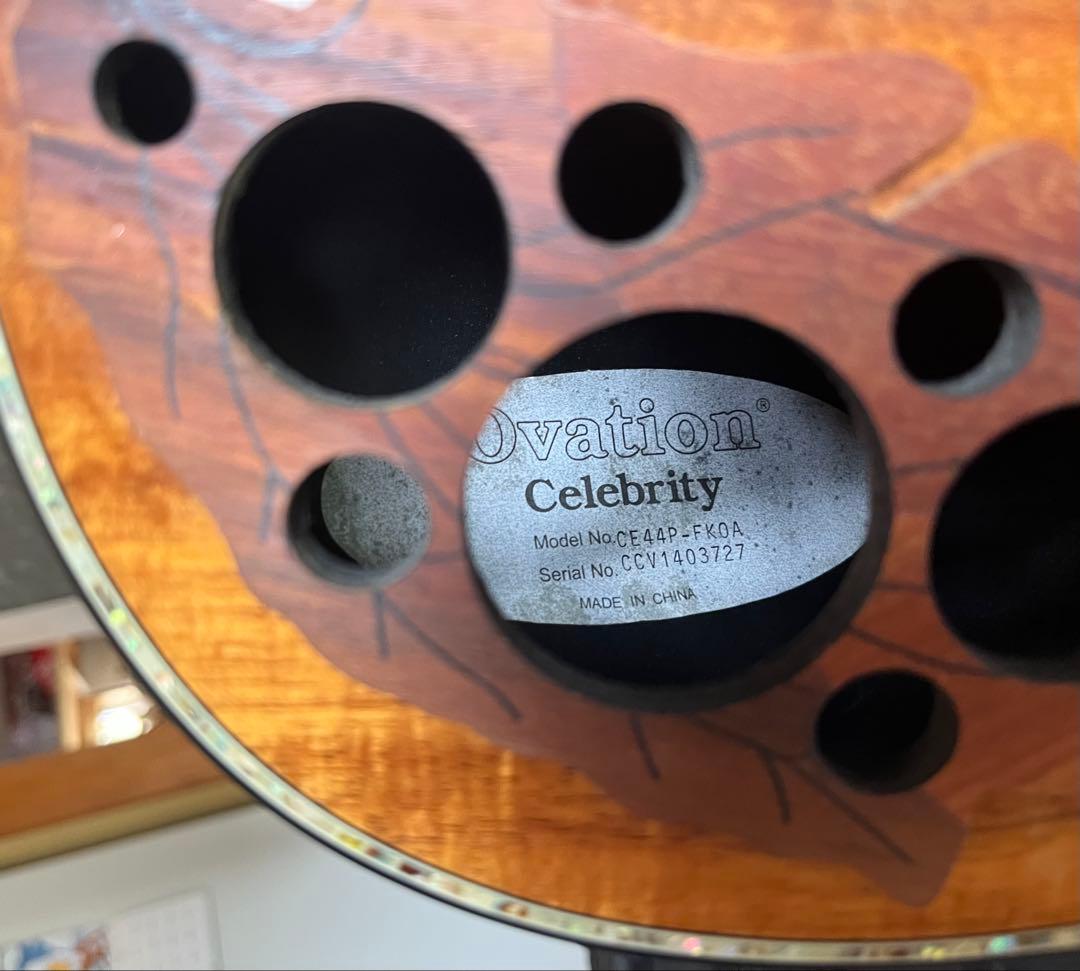 Ovation®
Celebrity
Model No. CE44P-FKOA
Serial No. CCV1403727
MADE IN CHINA